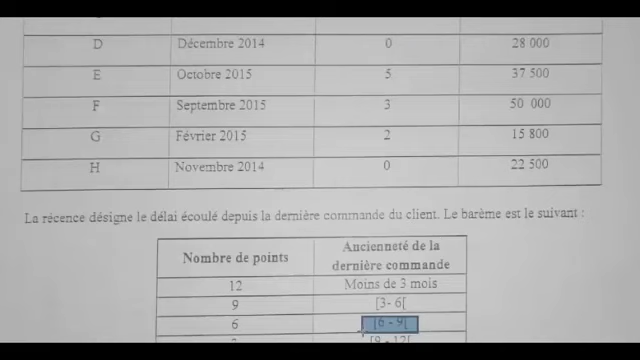 D Décembre 2014 0 28 000
E Octobre 2015 5 37 500
F Septembre 2015 3 50 000
G Février 2015 2 15 800
H Novembre 2014 0 22 500
La récence désigne le délai écoulé depuis la dernière commande du client. Le barème est le suivant :
Nombre de points Ancienneté de la dernière commande
12 Moins de 3 mois
9 [3- 6[
6 [6 - 9[
[9 - 12[